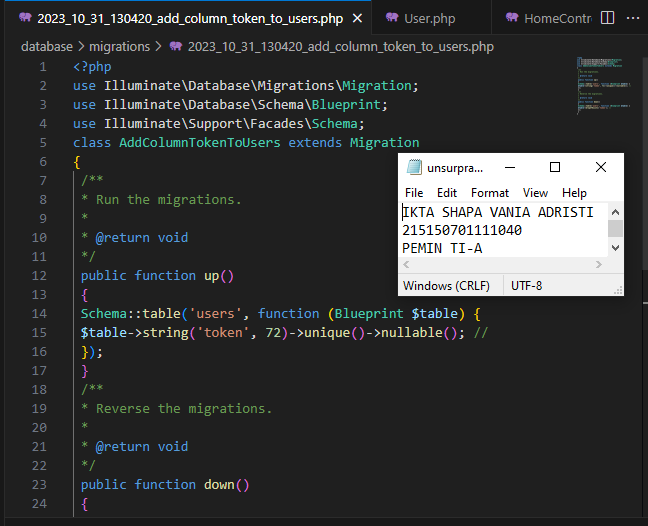 2023_10_31_130420_add_column_token_to_users.php
User.php
HomeContr
database > migrations > 2023_10_31_130420_add_column_token_to_users.php
1 <?php
2 use Illuminate\Database\Migrations\Migration;
3 use Illuminate\Database\Schema\Blueprint;
4 use Illuminate\Support\Facades\Schema;
5 class AddColumnTokenToUsers extends Migration
6 {
7 /**
8 * Run the migrations.
9 *
10 * @return void
11 */
12 public function up()
13 {
14 Schema::table('users', function (Blueprint $table) {
15 $table->string('token', 72)->unique()->nullable(); //
16 });
17 }
18 /**
19 * Reverse the migrations.
20 *
21 * @return void
22 */
23 public function down()
24 {
unsurpra...
File Edit Format View Help
IKTA SHAPA VANIA ADRISTI
215150701111040
PEMIN TI-A
Windows (CRLF) UTF-8